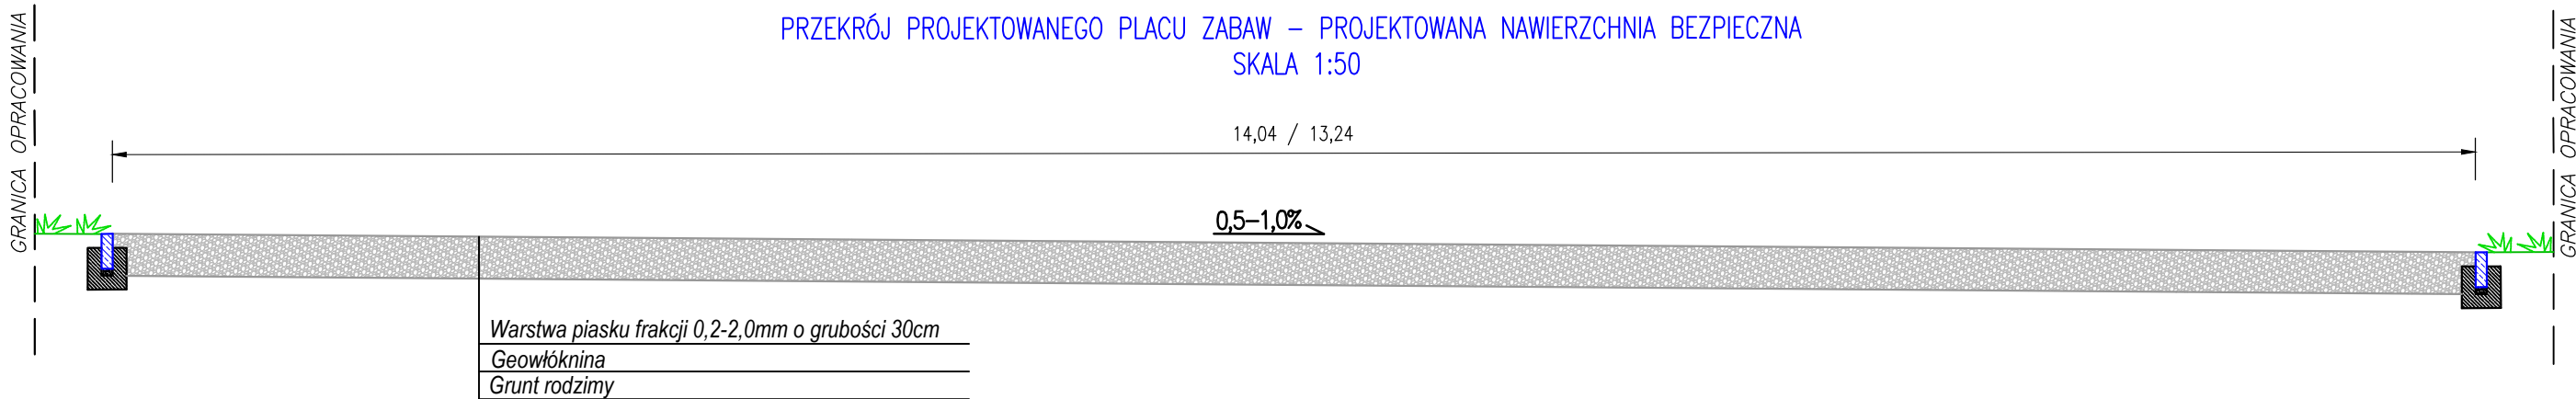 PRZEKRÓJ PROJEKTOWANEGO PLACU ZABAW – PROJEKTOWANA NAWIERZCHNIA BEZPIECZNA
SKALA 1:50
GRANICA OPRACOWANIA
GRANICA OPRACOWANIA
14,04 / 13,24
0,5–1,0%
Warstwa piasku frakcji 0,2-2,0mm o grubości 30cm
Geowłóknina
Grunt rodzimy